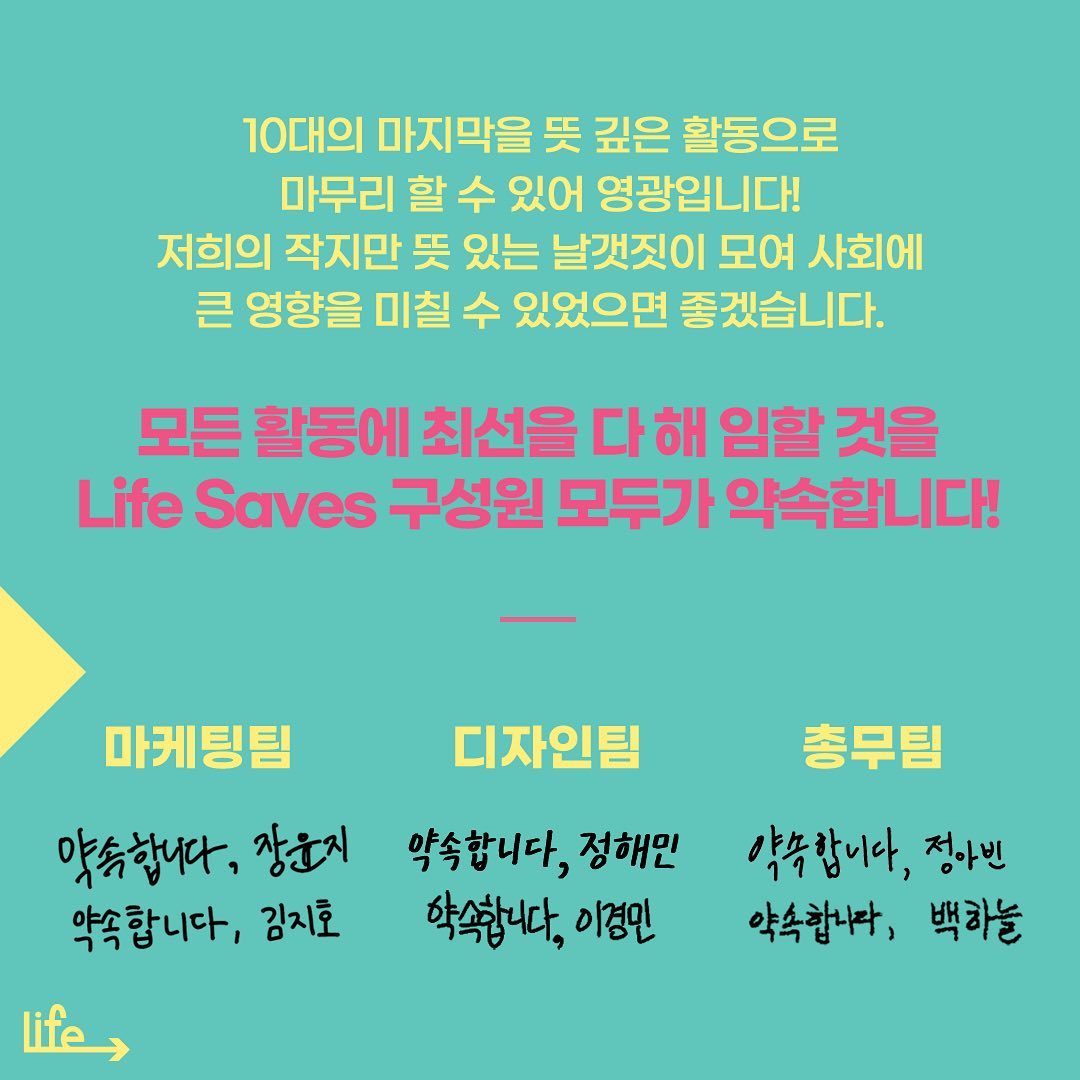 10대의 마지막을 뜻 깊은 활동으로
마무리 할 수 있어 영광입니다!
저희의 작지만 뜻 있는 날갯짓이 모여 사회에
큰 영향을 미칠 수 있었으면 좋겠습니다.
모든 활동에 최선을 다 해 임할 것을
Life Saves 구성원 모두가 약속합니다!
마케팅팀 디자인팀 총무팀
약속합니다, 장윤지 약속합니다, 정해민 약속합니다, 정아빈
약속합니다, 김지호 약속합니다, 이경민 약속합니다, 백하늘
life